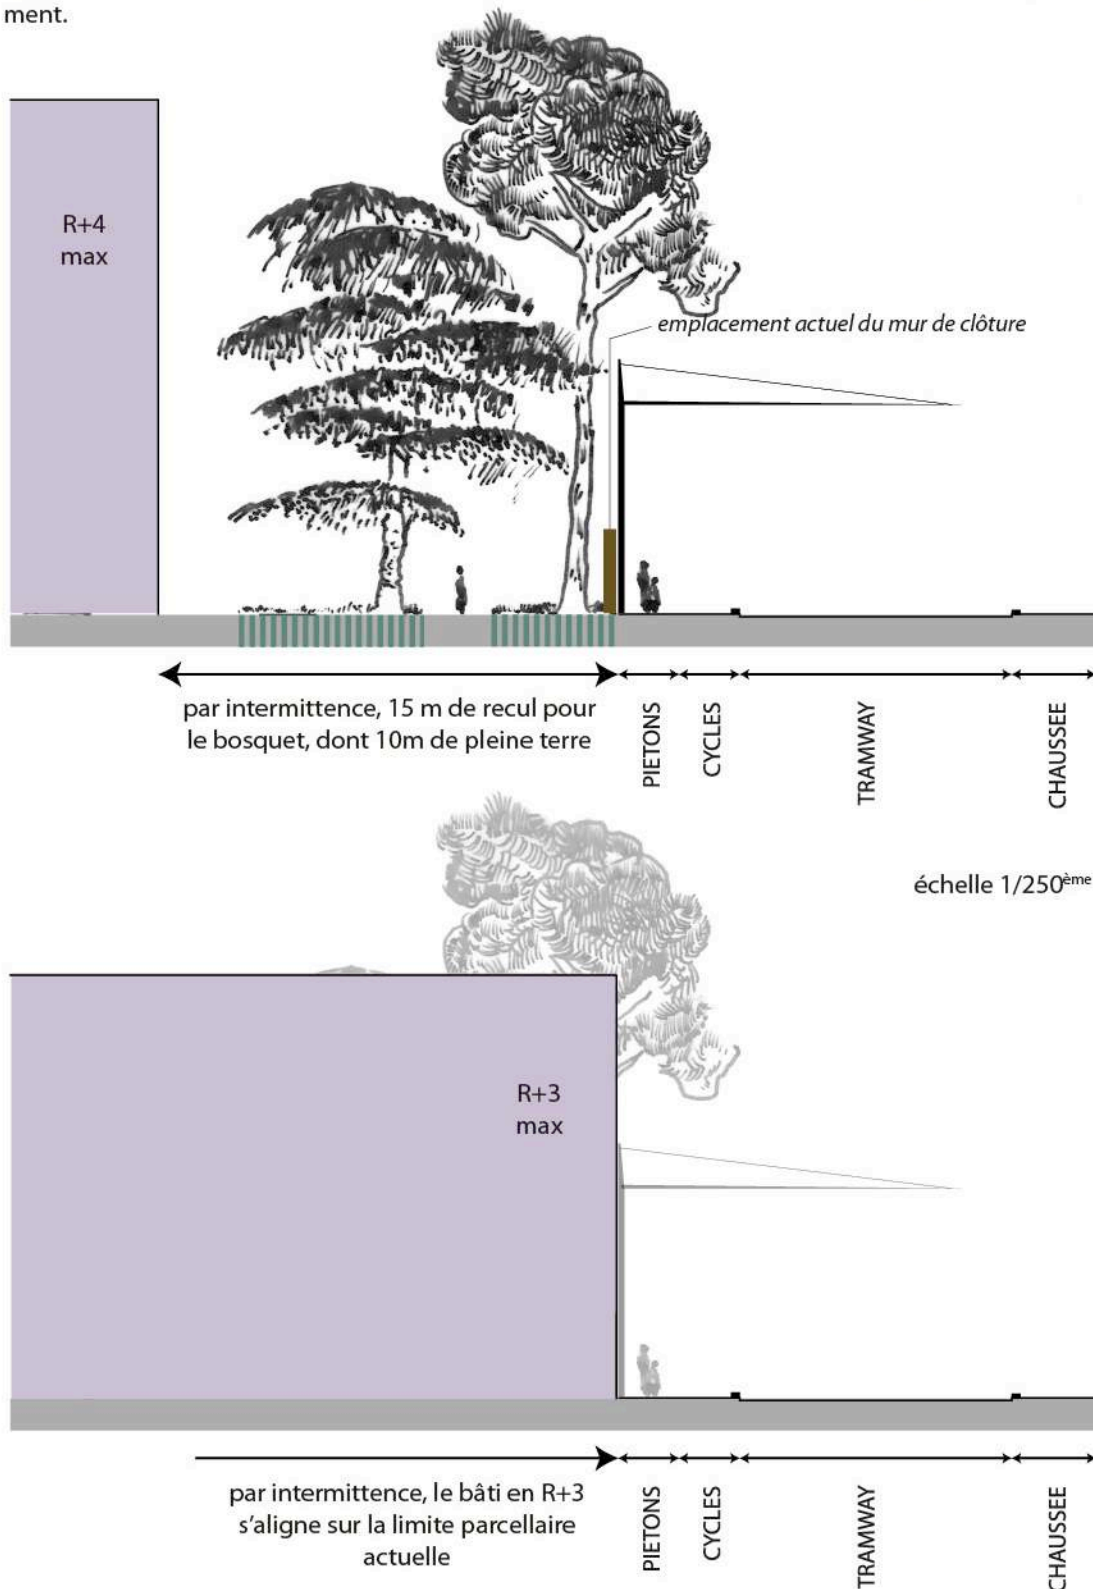 ment.
R+4
max
emplacement actuel du mur de clôture
par intermittence, 15 m de recul pour
le bosquet, dont 10m de pleine terre
PIETONS
CYCLES
TRAMWAY
CHAUSSEE
échelle 1/250ème
R+3
max
par intermittence, le bâti en R+3
s'aligne sur la limite parcellaire
actuelle
PIETONS
CYCLES
TRAMWAY
CHAUSSEE